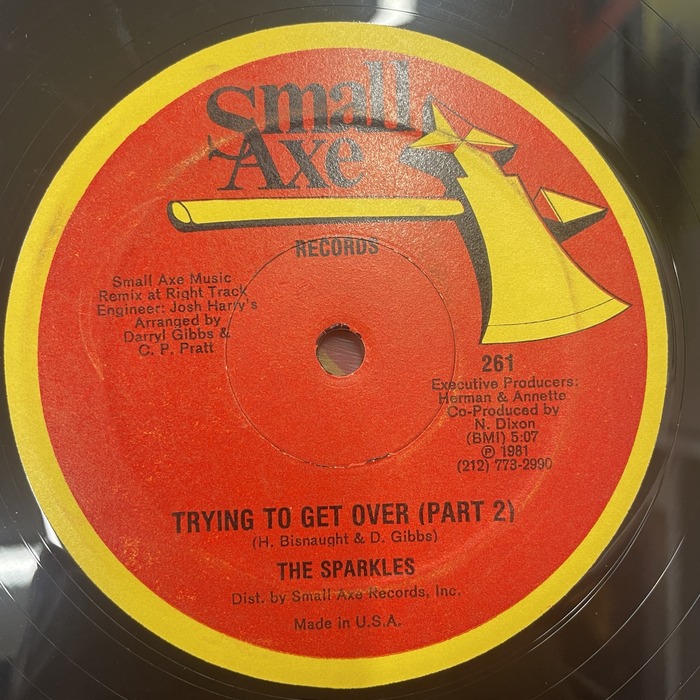 Small
Axe
RECORDS
Small Axe Music
Remix at Right Track
Engineer: Josh Harry's
Arranged by
Darryl Gibbs &
C. P. Pratt
261
Executive Producers:
Herman & Annette
Co-Produced by
N. Dixon
(BMI) 5:07
℗ 1981
(212) 773-2990
TRYING TO GET OVER (PART 2)
(H. Bisnaught & D. Gibbs)
THE SPARKLES
Dist. by Small Axe Records, Inc.
Made in U.S.A.